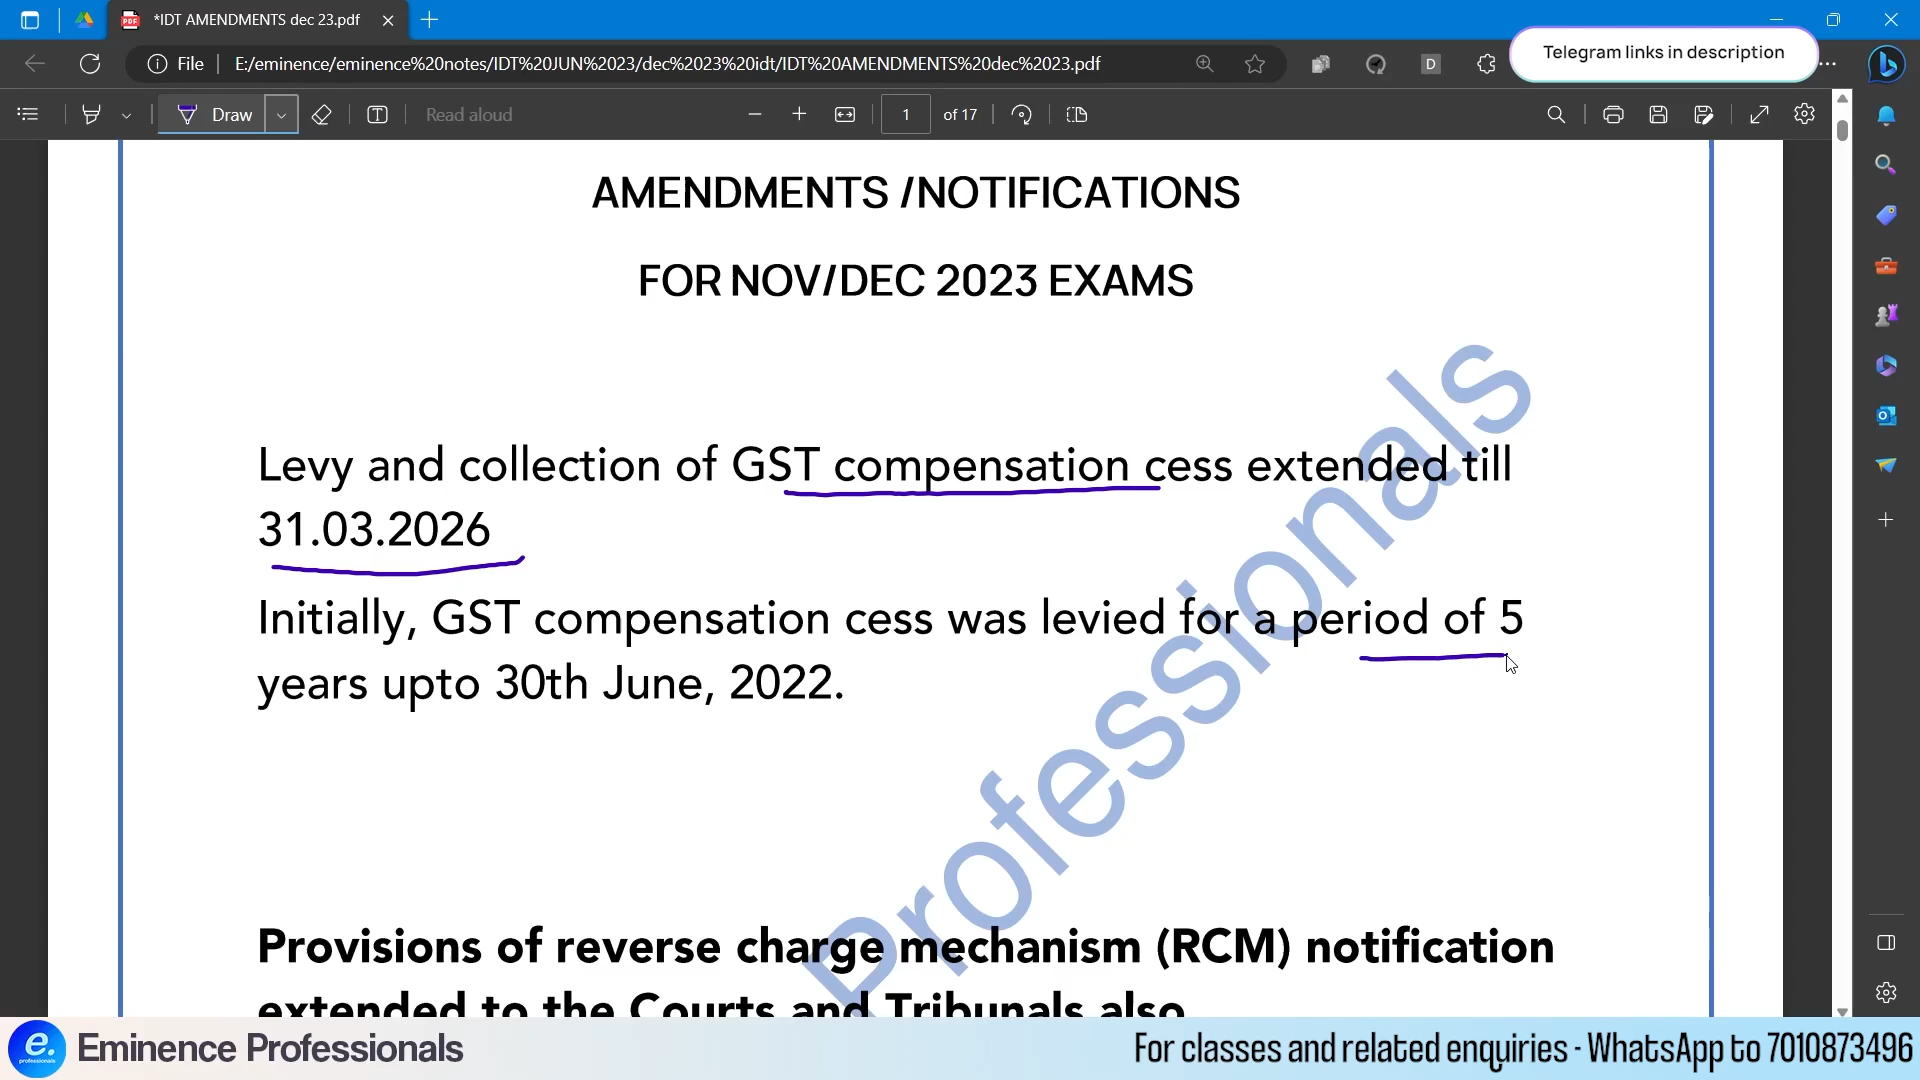 *IDT AMENDMENTS dec 23.pdf
File
E:/eminence/eminence%20notes/IDT%20JUN%2023/dec%2023%20idt/IDT%20AMENDMENTS%20dec%2023.pdf
Telegram links in description
Draw
Read aloud
1 of 17
AMENDMENTS /NOTIFICATIONS
FOR NOV/DEC 2023 EXAMS
Levy and collection of GST compensation cess extended till
31.03.2026
Initially, GST compensation cess was levied for a period of 5
years upto 30th June, 2022.
Professionals
Provisions of reverse charge mechanism (RCM) notification
extended to the Courts and Tribunals also
e.
professionals
Eminence Professionals
For classes and related enquiries - WhatsApp to 7010873496